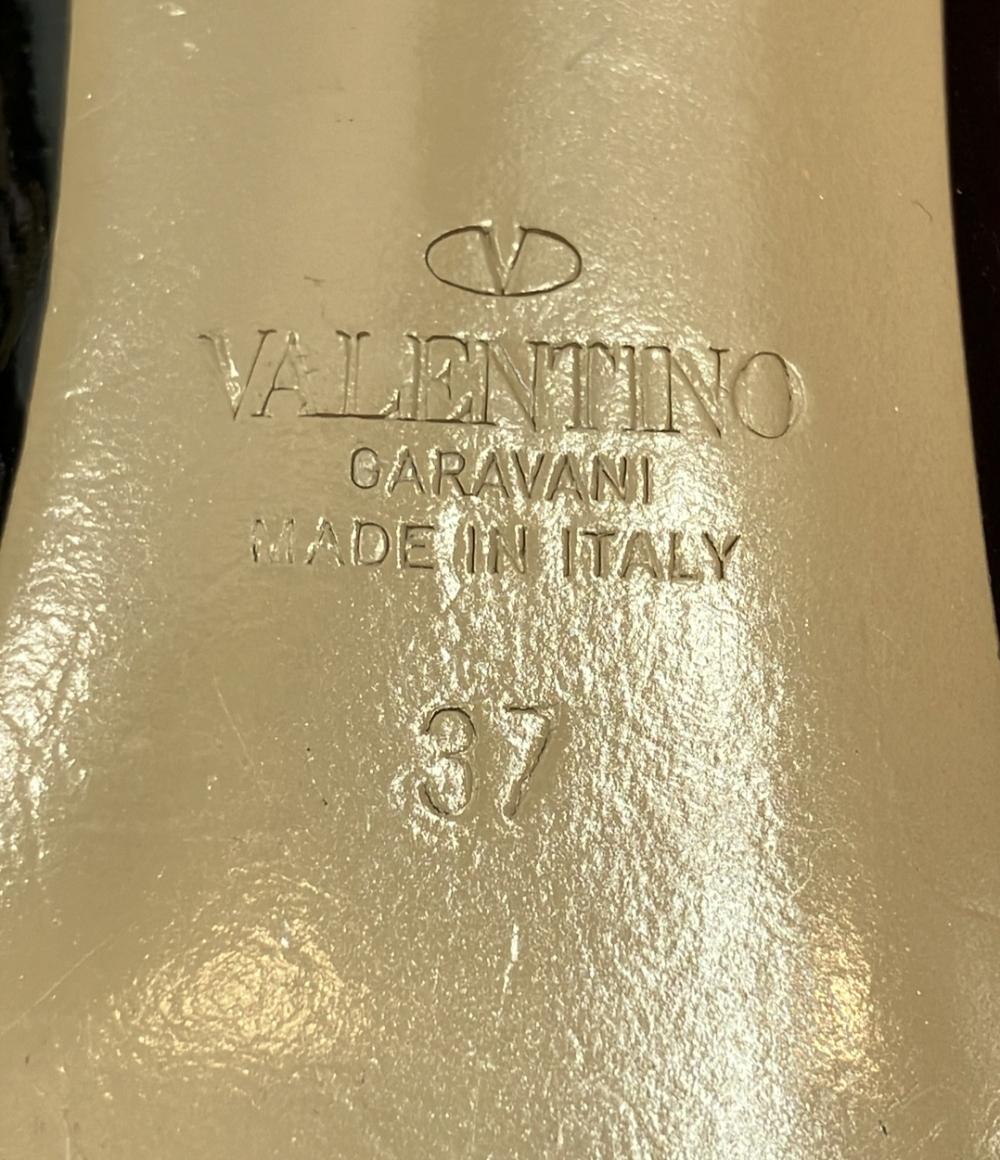 V
VALENTINO
GARAVANI
MADE IN ITALY
37